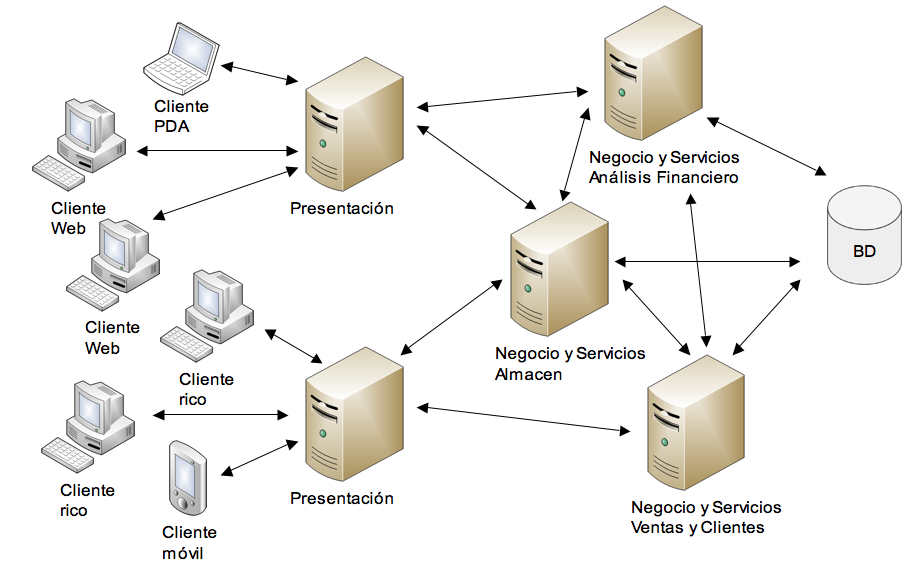 Cliente
PDA
Cliente
Web
Presentación
Negocio y Servicios
Análisis Financiero
BD
Cliente
Web
Cliente
rico
Negocio y Servicios
Almacen
Cliente
rico
Presentación
Cliente
móvil
Negocio y Servicios
Ventas y Clientes